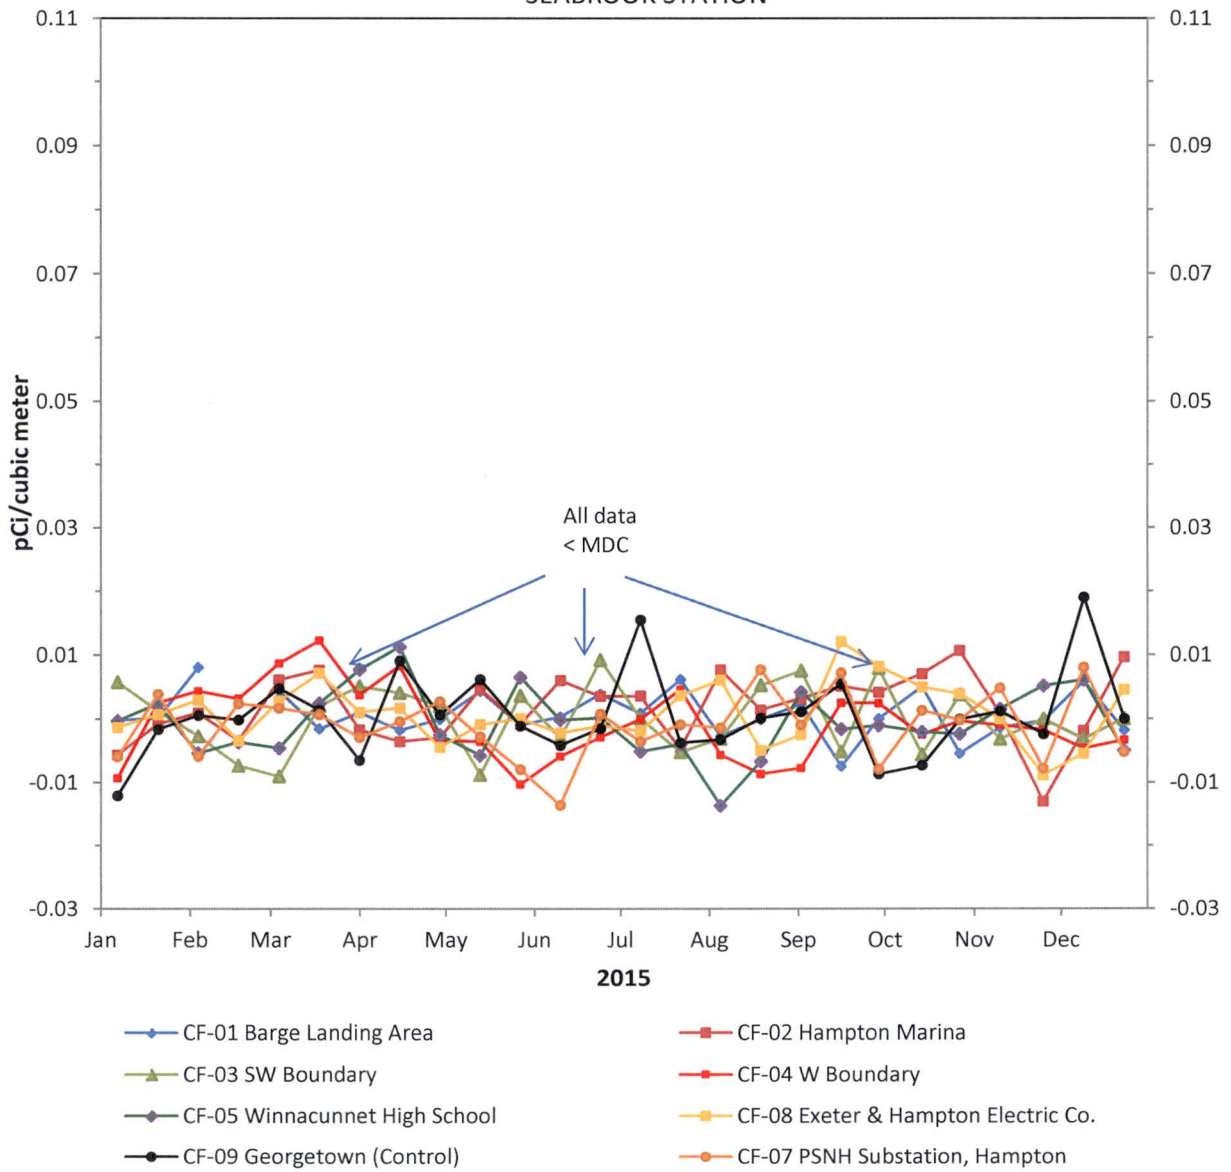 0.11 0.11
0.09 0.09
0.07 0.07
0.05 0.05
0.03 0.03
0.01 0.01
-0.01 -0.01
-0.03 -0.03
pCi/cubic meter
All data
< MDC
Jan Feb Mar Apr May Jun Jul Aug Sep Oct Nov Dec
2015
CF-01 Barge Landing Area CF-02 Hampton Marina
CF-03 SW Boundary CF-04 W Boundary
CF-05 Winnacunnet High School CF-08 Exeter & Hampton Electric Co.
CF-09 Georgetown (Control) CF-07 PSNH Substation, Hampton